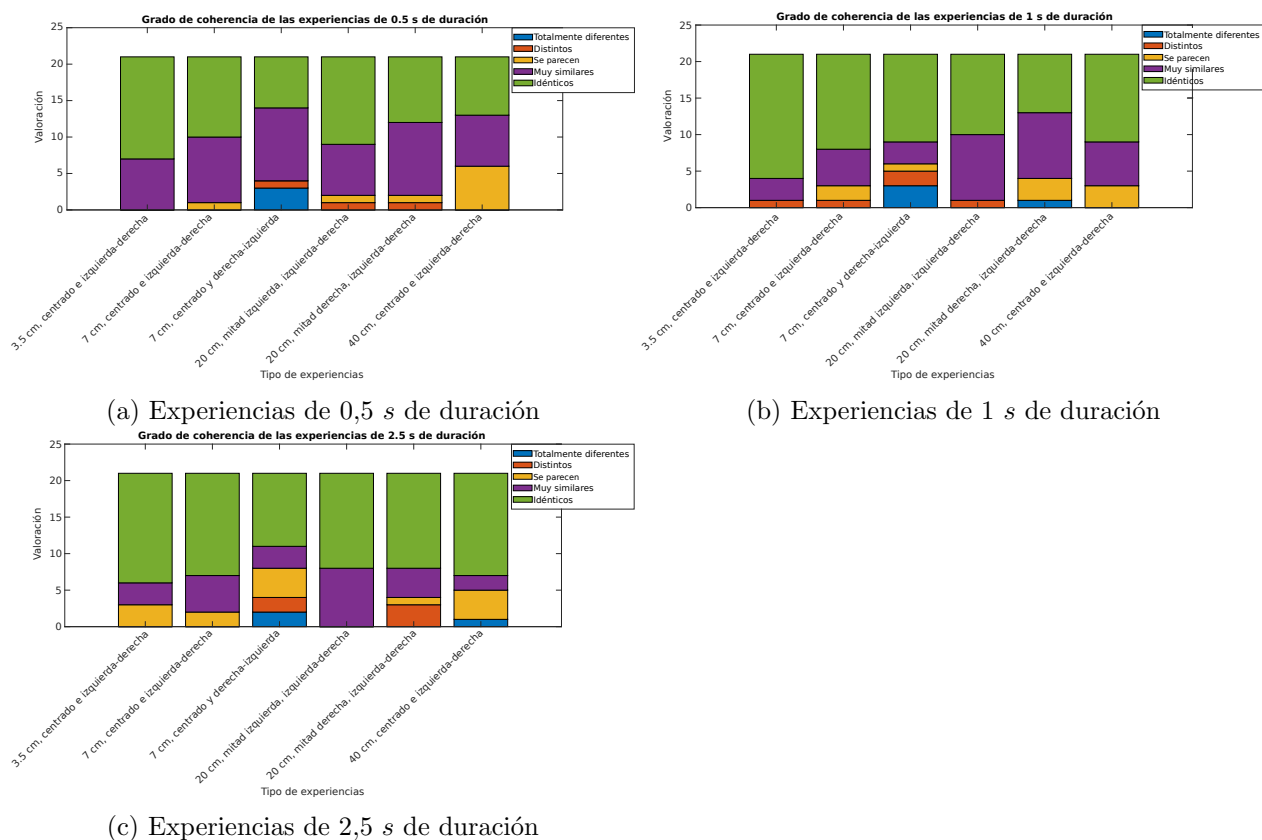 Grado de coherencia de las experiencias de 0.5 s de duración
25
20
15
10
5
0
Valoración
Totalmente diferentes
Distintos
Se parecen
Muy similares
Idénticos
3.5 cm, centrado e izquierda-derecha
7 cm, centrado e izquierda-derecha
7 cm, centrado y derecha-izquierda
20 cm, mitad izquierda, izquierda-derecha
20 cm, mitad derecha, izquierda-derecha
40 cm, centrado e izquierda-derecha
Tipo de experiencias
(a) Experiencias de 0,5 s de duración
Grado de coherencia de las experiencias de 1 s de duración
25
20
15
10
5
0
Valoración
Totalmente diferentes
Distintos
Se parecen
Muy similares
Idénticos
3.5 cm, centrado e izquierda-derecha
7 cm, centrado e izquierda-derecha
7 cm, centrado y derecha-izquierda
20 cm, mitad izquierda, izquierda-derecha
20 cm, mitad derecha, izquierda-derecha
40 cm, centrado e izquierda-derecha
Tipo de experiencias
(b) Experiencias de 1 s de duración
Grado de coherencia de las experiencias de 2.5 s de duración
25
20
15
10
5
0
Valoración
Totalmente diferentes
Distintos
Se parecen
Muy similares
Idénticos
3.5 cm, centrado e izquierda-derecha
7 cm, centrado e izquierda-derecha
7 cm, centrado y derecha-izquierda
20 cm, mitad izquierda, izquierda-derecha
20 cm, mitad derecha, izquierda-derecha
40 cm, centrado e izquierda-derecha
Tipo de experiencias
(c) Experiencias de 2,5 s de duración